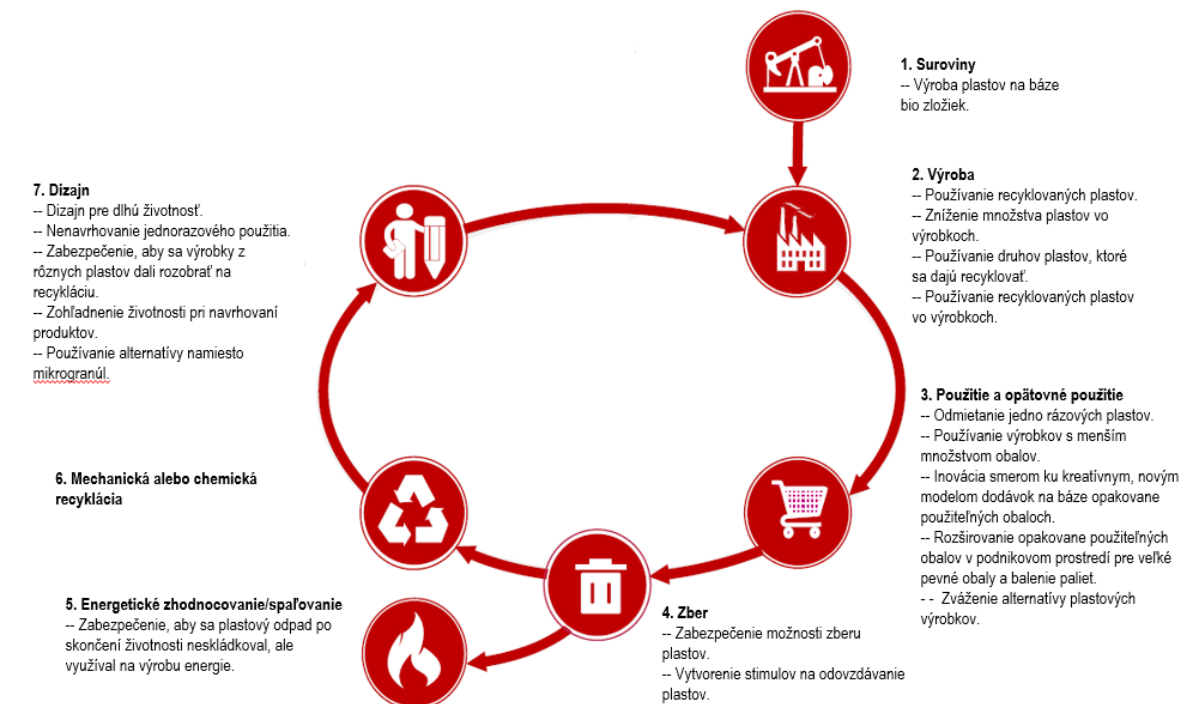 1. Suroviny
-- Výroba plastov na báze
bio zložiek.
2. Výroba
-- Používanie recyklovaných plastov.
-- Zníženie množstva plastov vo
výrobkoch.
-- Používanie druhov plastov, ktoré
sa dajú recyklovať.
-- Používanie recyklovaných plastov
vo výrobkoch.
3. Použitie a opätovné použitie
-- Odmietanie jedno rázových plastov.
-- Používanie výrobkov s menším
množstvom obalov.
-- Inovácia smerom ku kreatívnym, novým
modelom dodávok na báze opakovane
použiteľných obaloch.
-- Rozširovanie opakovane použiteľných
obalov v podnikovom prostredí pre veľké
pevné obaly a balenie paliet.
- - Zváženie alternatívy plastových
výrobkov.
4. Zber
-- Zabezpečenie možnosti zberu
plastov.
-- Vytvorenie stimulov na odovzdávanie
plastov.
5. Energetické zhodnocovanie/spaľovanie
-- Zabezpečenie, aby sa plastový odpad po
skončení životnosti neskládkoval, ale
využíval na výrobu energie.
6. Mechanická alebo chemická
recyklácia
7. Dizajn
-- Dizajn pre dlhú životnosť.
-- Nenavrhovanie jednorazového použitia.
-- Zabezpečenie, aby sa výrobky z
rôznych plastov dali rozobrať na
recykláciu.
-- Zohľadnenie životnosti pri navrhovaní
produktov.
-- Používanie alternatívy namiesto
mikrogranúl.